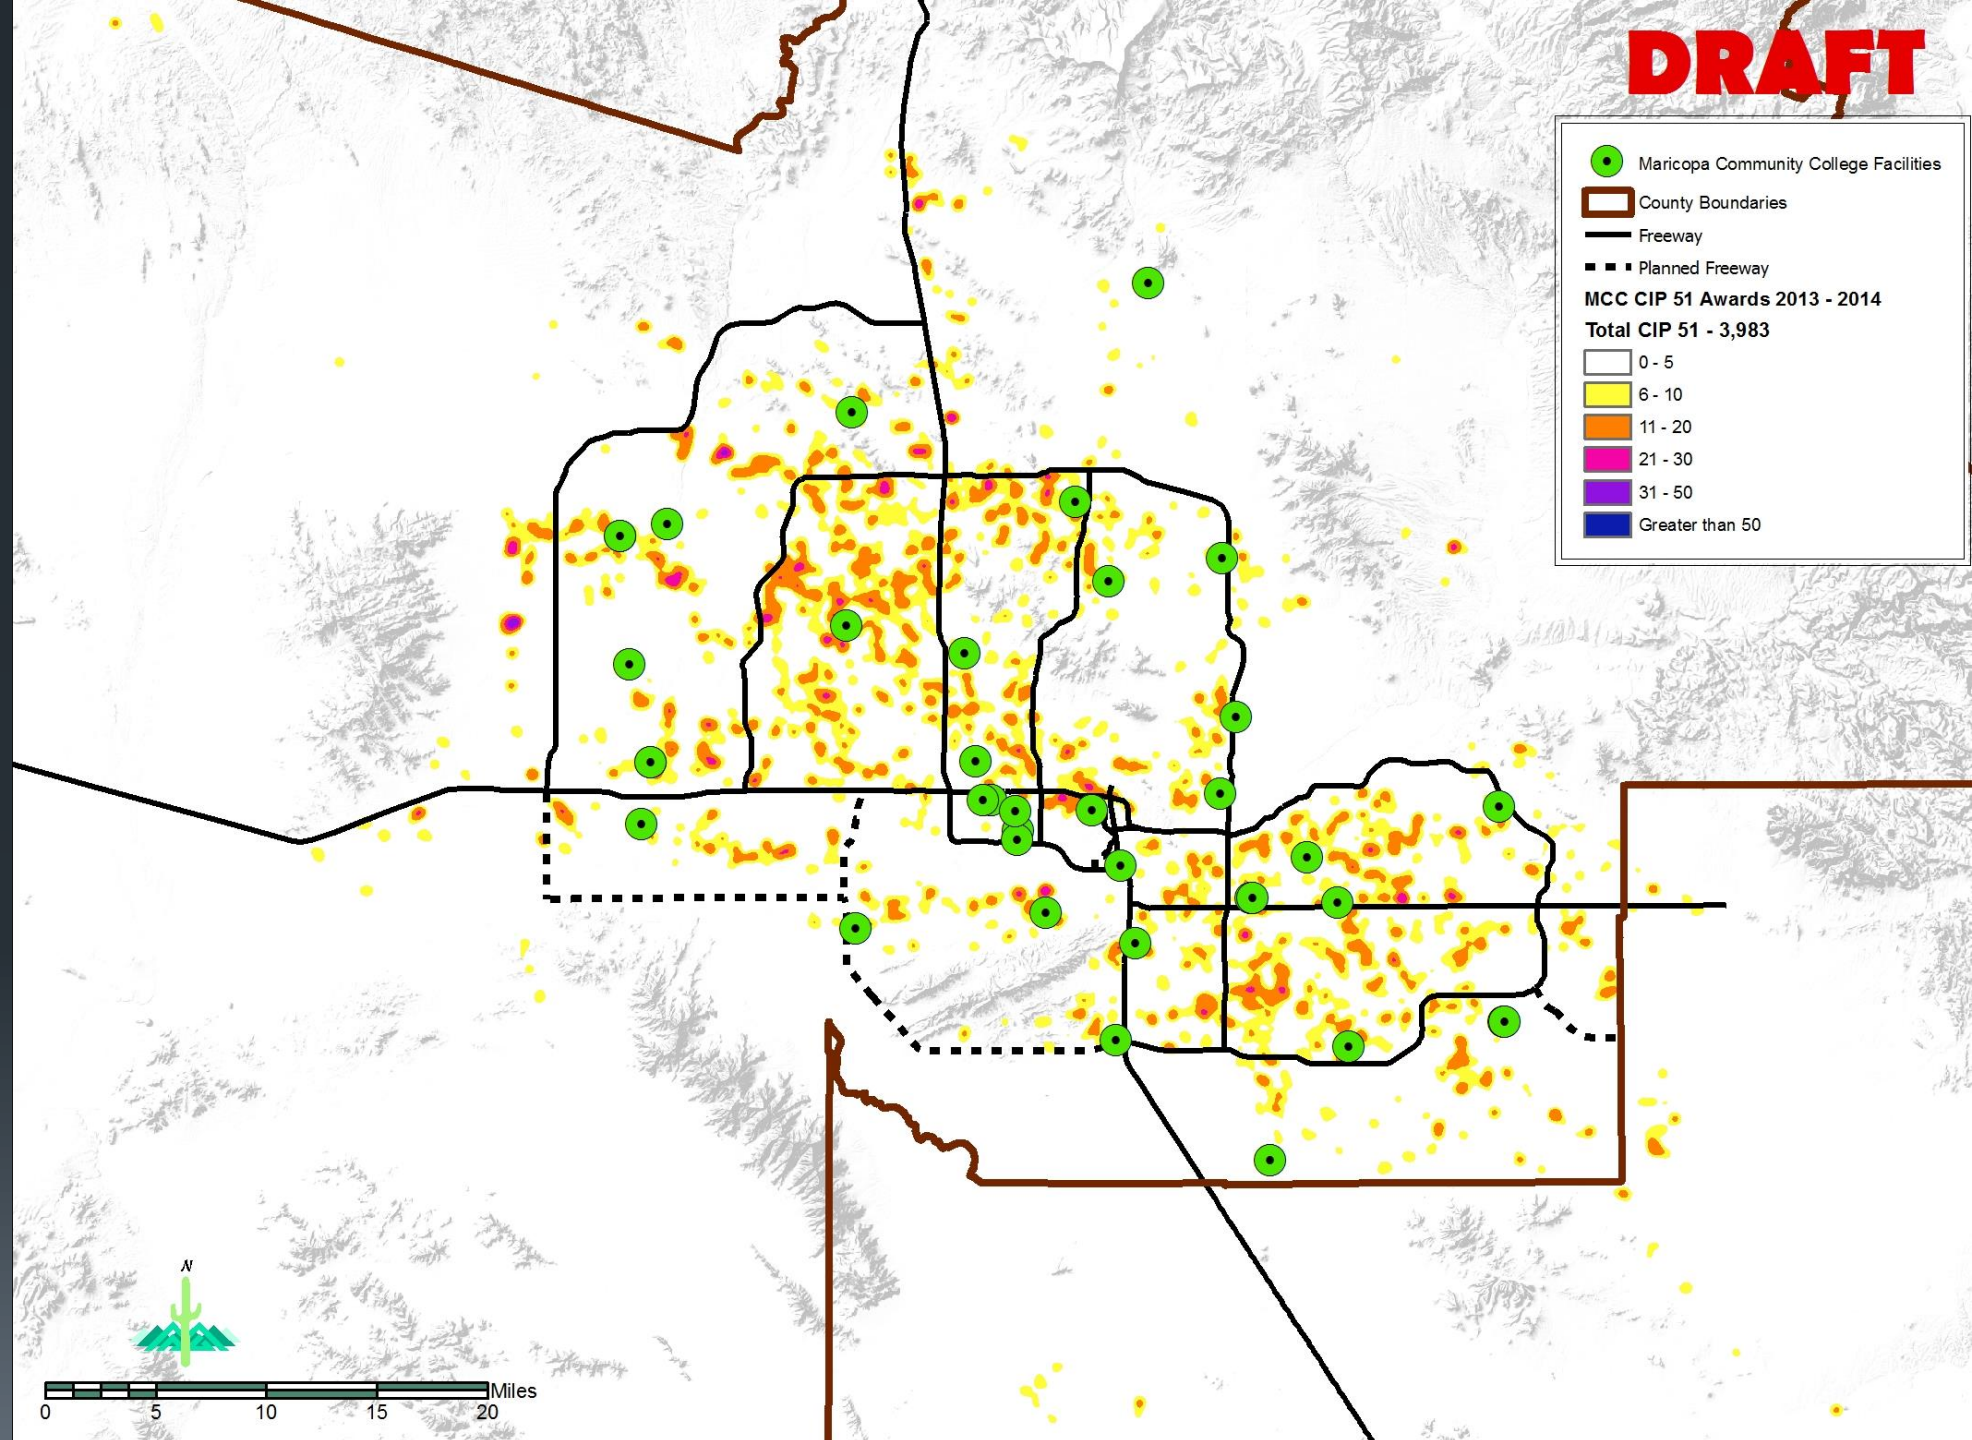 DRAFT
Maricopa Community College Facilities
County Boundaries
Freeway
Planned Freeway
MCC CIP 51 Awards 2013 - 2014
Total CIP 51 - 3,983
0 - 5
6 - 10
11 - 20
21 - 30
31 - 50
Greater than 50
N
Miles
0 5 10 15 20